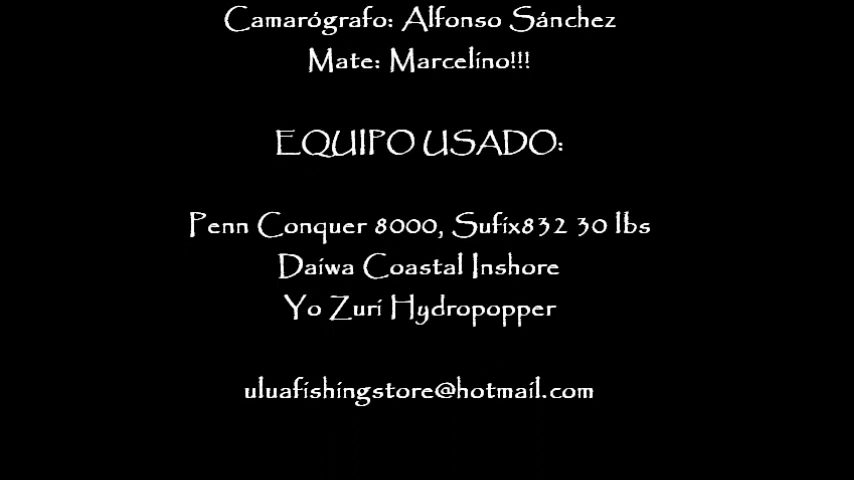 Camarógrafo: Alfonso Sánchez
Mate: Marcelino!!!
EQUIPO USADO:
Penn Conquer 8000, Sufix832 30 lbs
Daiwa Coastal Inshore
Yo Zuri Hydropopper
uluafishingstore@hotmail.com